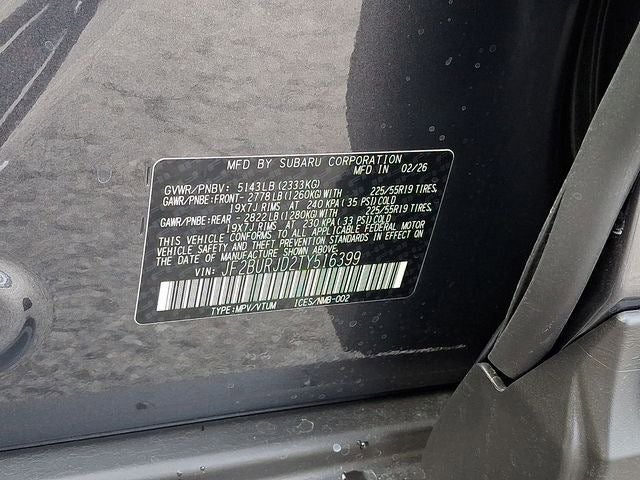 MFD BY SUBARU CORPORATION
MFD IN 02/26
GVWR/PNBV: 5143LB(2333KG)
GAWR/PNBE:FRONT- 2778LB(1260KG)WITH 225/55R19 TIRES,
19X7J RIMS AT 240 KPA( 35 PSI)COLD
GAWR/PNBE:REAR - 2822LB(1280KG)WITH 225/55R19 TIRES,
19X7J RIMS AT 230 KPA( 33 PSI)COLD
THIS VEHICLE CONFORMS TO ALL APPLICABLE FEDERAL MOTOR
VEHICLE SAFETY AND THEFT PREVENTION STANDARDS IN EFFECT ON
THE DATE OF MANUFACTURE SHOWN ABOVE.
VIN: JF2BURJD2TY516399
TYPE:MPV/VTUM ICES/NMB-002